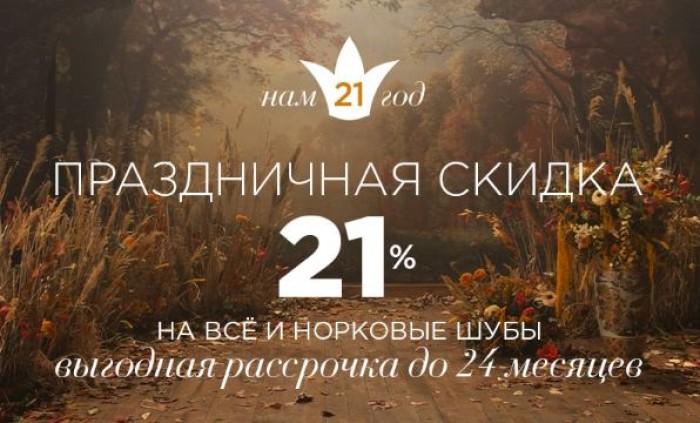 нам 21 год
ПРАЗДНИЧНАЯ СКИДКА
21%
НА ВСЁ И НОРКОВЫЕ ШУБЫ
выгодная рассрочка до 24 месяцев